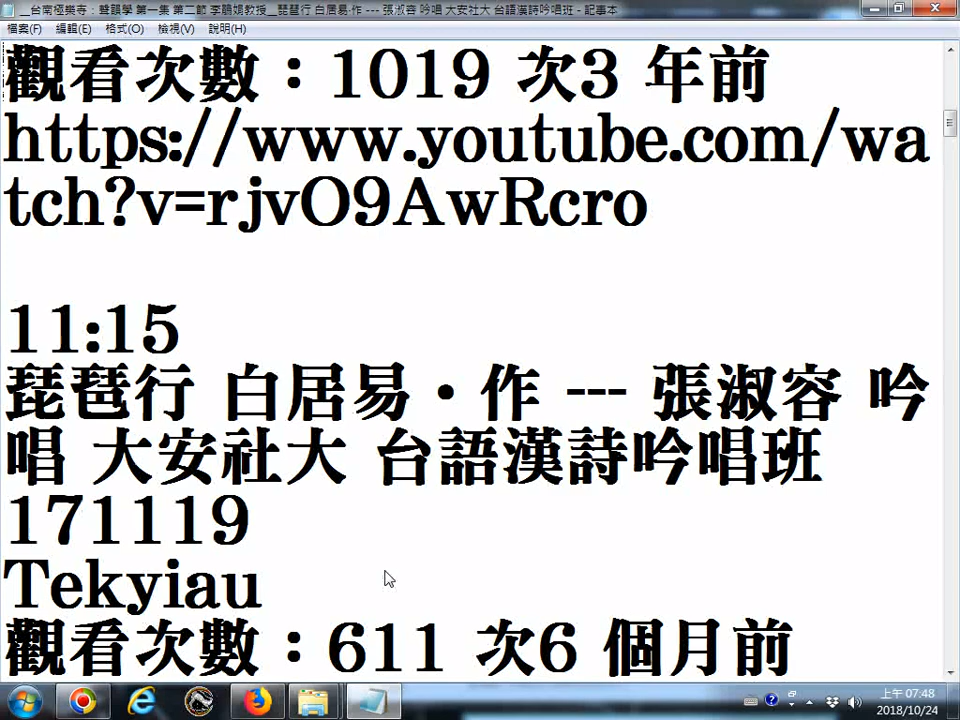 __台南極樂寺：聲韻學 第一集 第二節 李鵑娟教授__琵琶行 白居易‧作 --- 張淑容 吟唱 大安社大 台語漢詩吟唱班 - 記事本
檔案(F) 編輯(E) 格式(O) 檢視(V) 說明(H)
觀看次數：1019 次3 年前
https://www.youtube.com/wa
tch?v=rjvO9AwRcro
11:15
琵琶行 白居易‧作 --- 張淑容 吟
唱 大安社大 台語漢詩吟唱班
171119
Tekyiau
觀看次數：611 次6 個月前
上午 07:48
2018/10/24